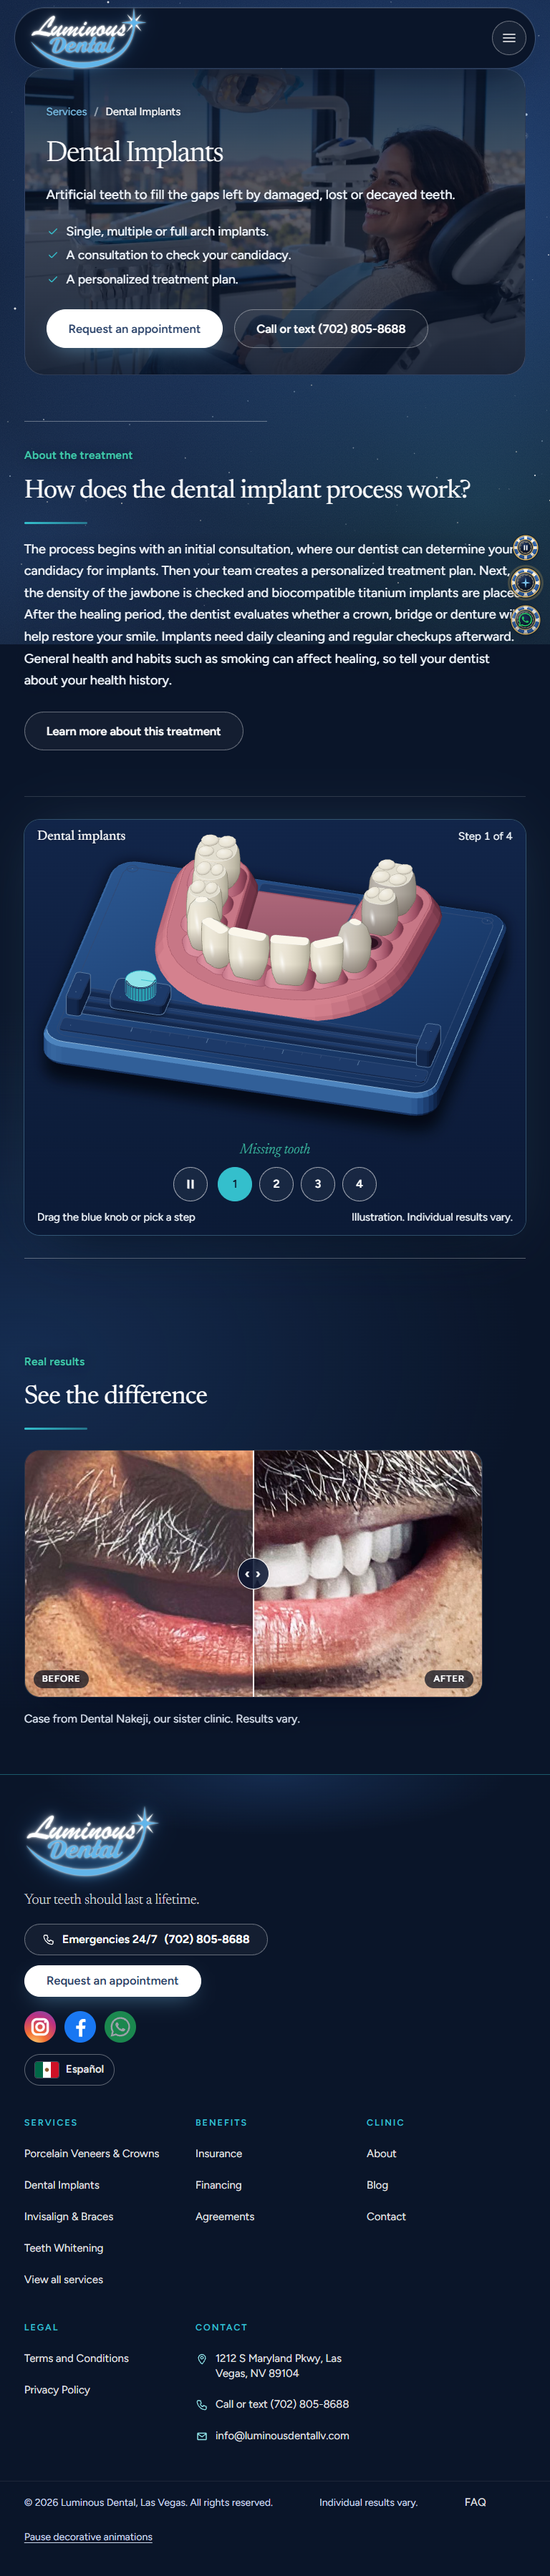 Luminous
Dental
Services / Dental Implants
Dental Implants
Artificial teeth to fill the gaps left by damaged, lost or decayed teeth.
Single, multiple or full arch implants.
A consultation to check your candidacy.
A personalized treatment plan.
Request an appointment
Call or text (702) 805-8688
About the treatment
How does the dental implant process work?
The process begins with an initial consultation, where our dentist can determine your
candidacy for implants. Then your team creates a personalized treatment plan. Next,
the density of the jawbone is checked and biocompatible titanium implants are
After the healing period, the dentist evaluates whether a crown, bridge or denture
help restore your smile. Implants need daily cleaning and regular checkups afterward.
General health and habits such as smoking can affect healing, so tell your dentist
about your health history.
Learn more about this treatment
Dental implants
Step 1 of 4
Missing tooth
1
2
3
4
Drag the blue knob or pick a step
Illustration. Individual results vary.
Real results
See the difference
BEFORE
AFTER
Case from Dental Nakeji, our sister clinic. Results vary.
Luminous
Dental
Your teeth should last a lifetime.
Emergencies 24/7 (702) 805-8688
Request an appointment
Español
SERVICES
Porcelain Veneers & Crowns
Dental Implants
Invisalign & Braces
Teeth Whitening
View all services
BENEFITS
Insurance
Financing
Agreements
CLINIC
About
Blog
Contact
LEGAL
Terms and Conditions
Privacy Policy
CONTACT
1212 S Maryland Pkwy, Las
Vegas, NV 89104
Call or text (702) 805-8688
info@luminousdentallv.com
© 2026 Luminous Dental, Las Vegas. All rights reserved.
Individual results vary.
FAQ
Pause decorative animations